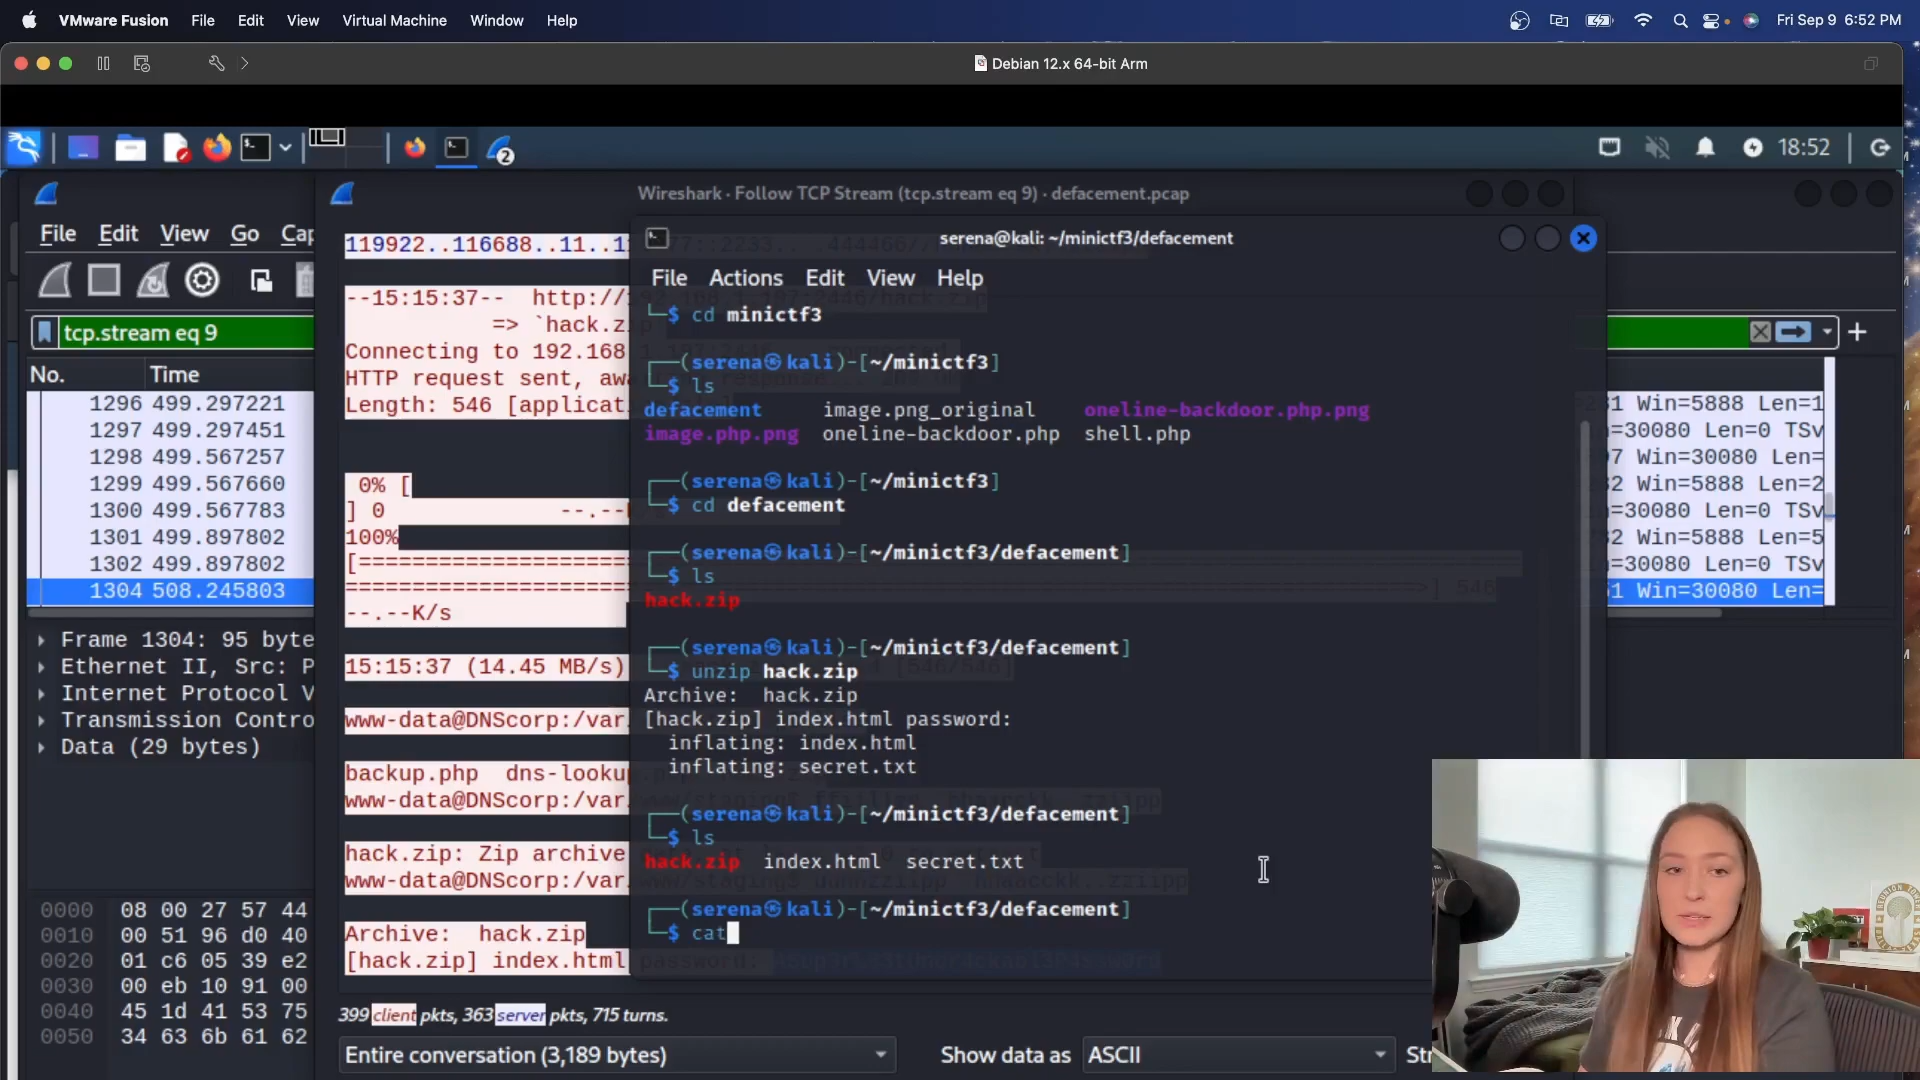 VMware Fusion File Edit View Virtual Machine Window Help
Fri Sep 9 6:52 PM
Debian 12.x 64-bit Arm
2
18:52
Wireshark · Follow TCP Stream (tcp.stream eq 9) · defacement.pcap
File Edit View Go Cap
tcp.stream eq 9
No. Time
1296 499.297221
1297 499.297451
1298 499.567257
1299 499.567660
1300 499.567783
1301 499.897802
1302 499.897802
1304 508.245803
Frame 1304: 95 byte
Ethernet II, Src: P
Internet Protocol V
Transmission Contro
Data (29 bytes)
0000 08 00 27 57 44
0010 00 51 96 d0 40
0020 01 c6 05 39 e2
0030 00 eb 10 91 00
0040 45 1d 41 53 75
0050 34 63 6b 61 62
119922..116688..11..1
--15:15:37-- http://
=> `hack.z
Connecting to 192.168
HTTP request sent, awa
Length: 546 [applicat
0% [
] 0 --.--
100%
[
] 546
--.--K/s
15:15:37 (14.45 MB/s) [546/546]
www-data@DNScorp:/var
backup.php dns-lookup
www-data@DNScorp:/var
hack.zip: Zip archive
www-data@DNScorp:/var
Archive: hack.zip
[hack.zip] index.html password:
399 client pkts, 363 server pkts, 715 turns.
Entire conversation (3,189 bytes)
Show data as ASCII Str
serena@kali: ~/minictf3/defacement
File Actions Edit View Help
└─$ cd minictf3
┌──(serena㉿kali)-[~/minictf3]
└─$ ls
defacement image.png_original oneline-backdoor.php.png
image.php.png oneline-backdoor.php shell.php
┌──(serena㉿kali)-[~/minictf3]
└─$ cd defacement
┌──(serena㉿kali)-[~/minictf3/defacement]
└─$ ls
hack.zip
┌──(serena㉿kali)-[~/minictf3/defacement]
└─$ unzip hack.zip
Archive: hack.zip
[hack.zip] index.html password:
inflating: index.html
inflating: secret.txt
┌──(serena㉿kali)-[~/minictf3/defacement]
└─$ ls
hack.zip index.html secret.txt
┌──(serena㉿kali)-[~/minictf3/defacement]
└─$ cat
Win=5888 Len=1
=30080 Len=0 TSv
Win=30080 Len=
Win=5888 Len=2
=30080 Len=0 TSv
Win=5888 Len=5
=30080 Len=0 TSv
Win=30080 Len=